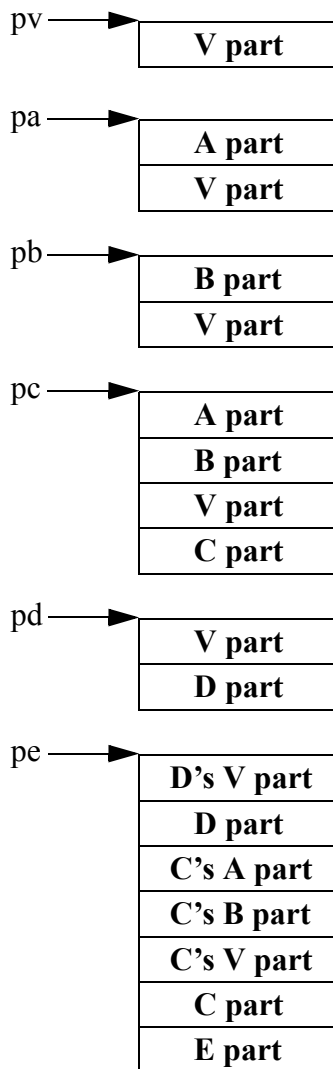 pv
V part
pa
A part
V part
pb
B part
V part
pc
A part
B part
V part
C part
pd
V part
D part
pe
D’s V part
D part
C’s A part
C’s B part
C’s V part
C part
E part